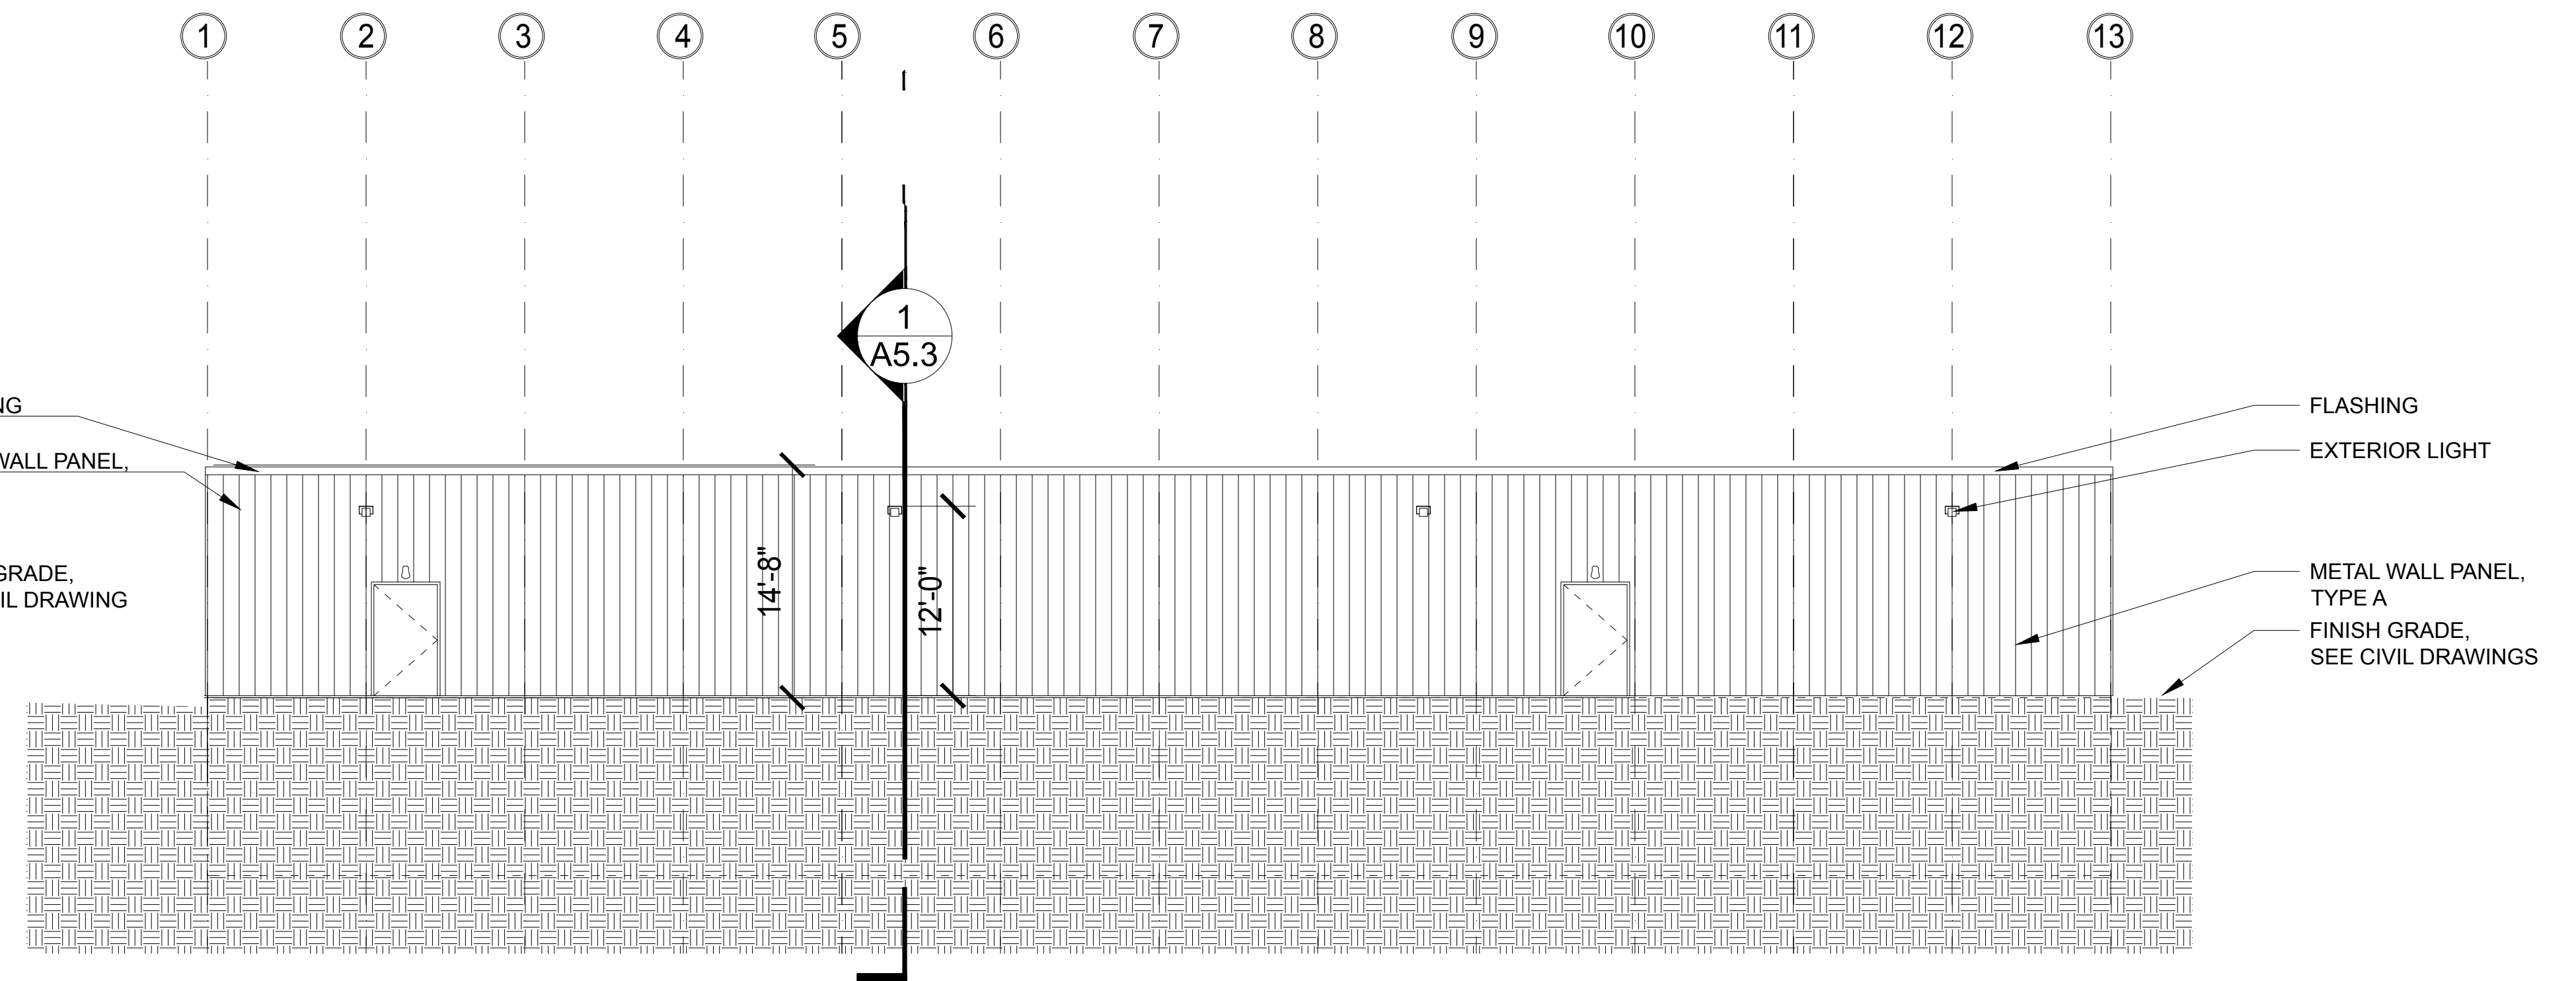 1 2 3 4 5 6 7 8 9 10 11 12 13
1
A5.3
NG
WALL PANEL,
GRADE,
IL DRAWING
14'-8"
12'-0"
FLASHING
EXTERIOR LIGHT
METAL WALL PANEL,
TYPE A
FINISH GRADE,
SEE CIVIL DRAWINGS